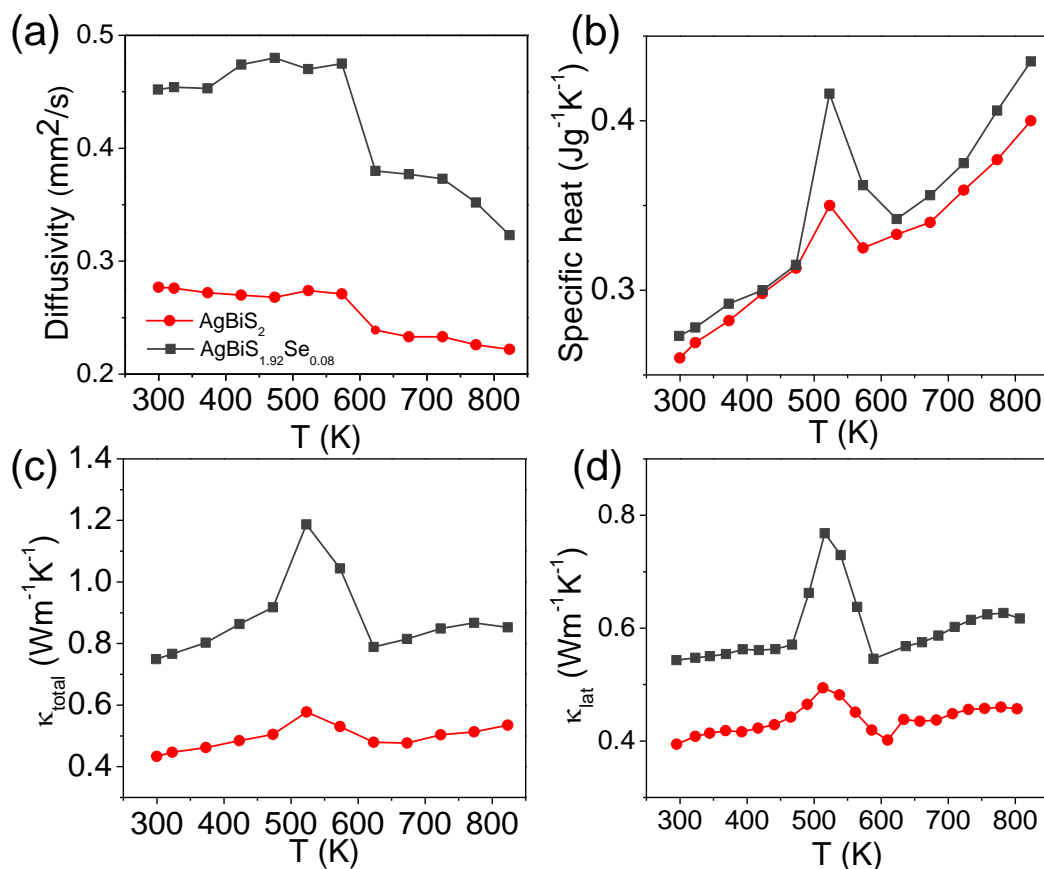 (a)
0.5
0.4
0.3
0.2
Diffusivity (mm2/s)
AgBiS2
AgBiS1.92Se0.08
300 400 500 600 700 800
T (K)
(b)
0.4
0.3
Specific heat (Jg-1K-1)
300 400 500 600 700 800
T (K)
(c)
1.4
1.2
1.0
0.8
0.6
0.4
κtotal (Wm-1K-1)
300 400 500 600 700 800
T (K)
(d)
0.8
0.6
0.4
κlat (Wm-1K-1)
300 400 500 600 700 800
T (K)